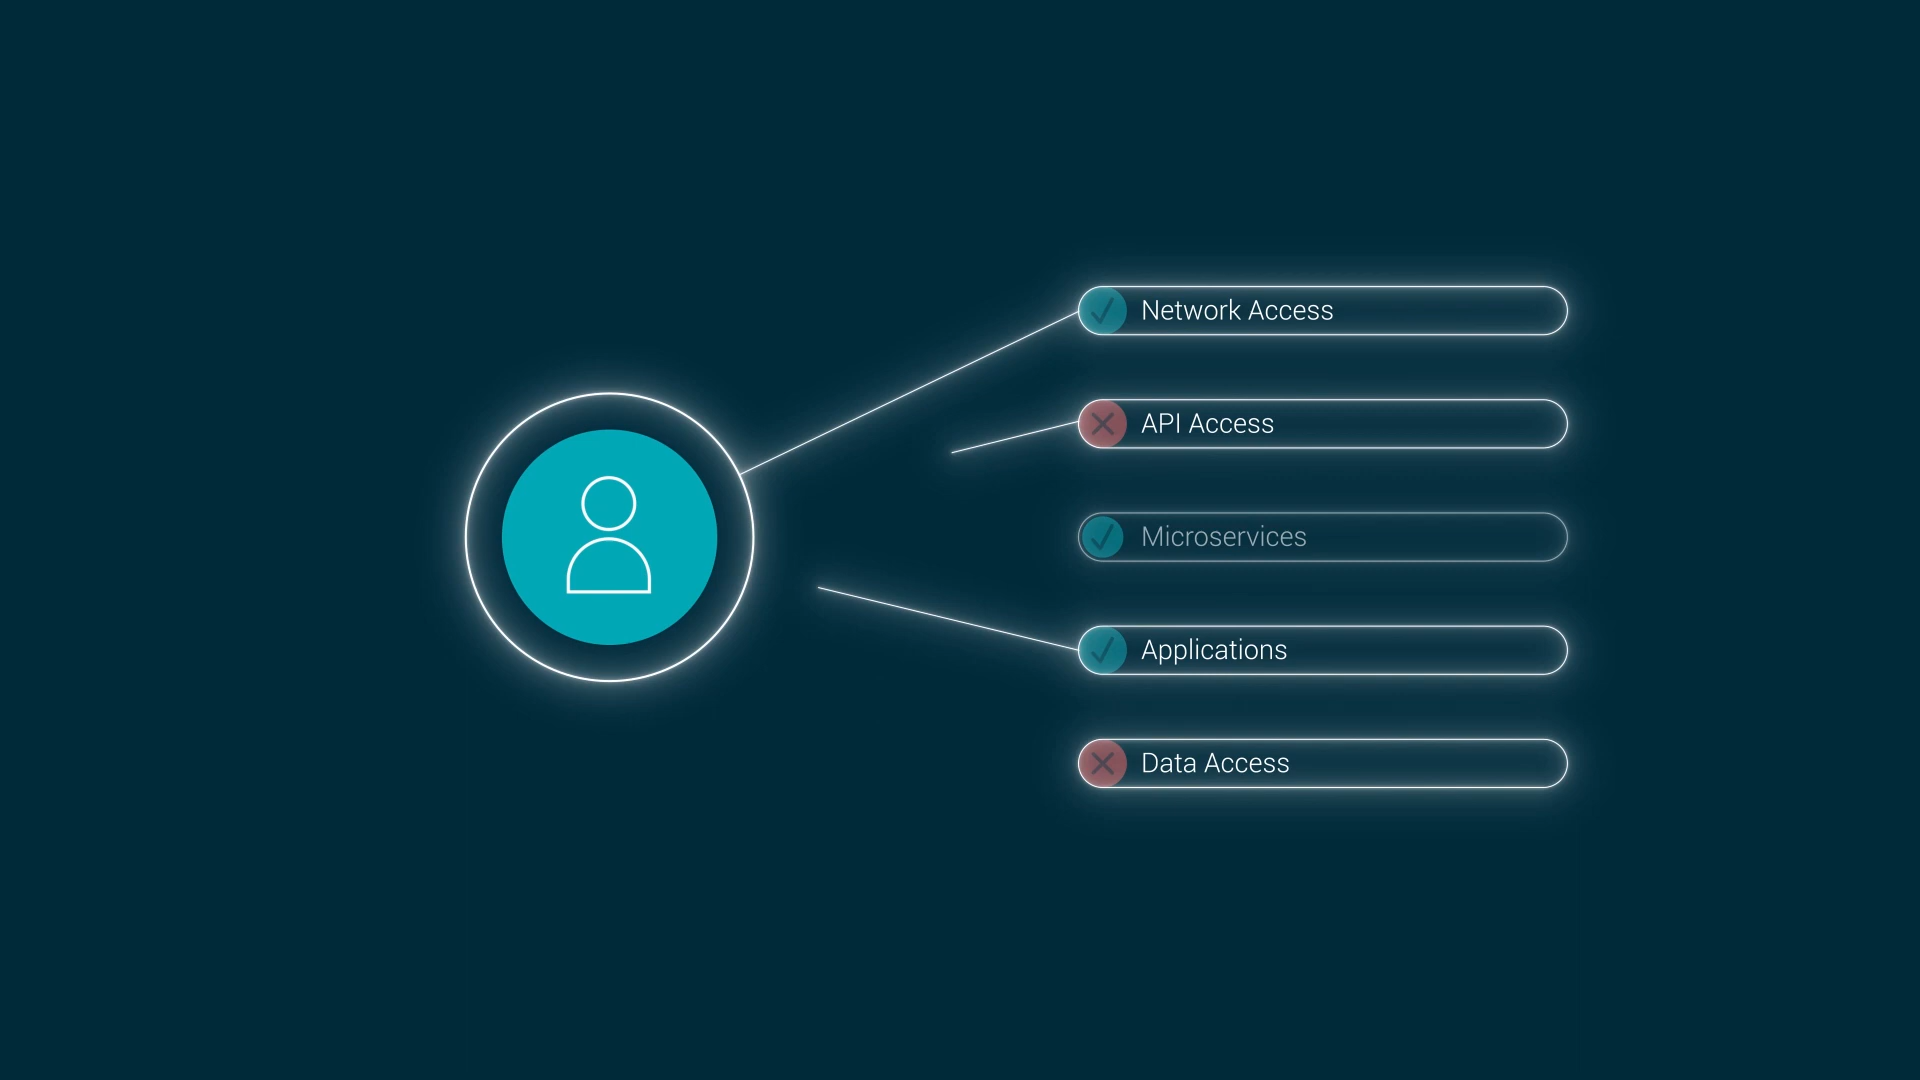 Network Access
API Access
Microservices
Applications
Data Access